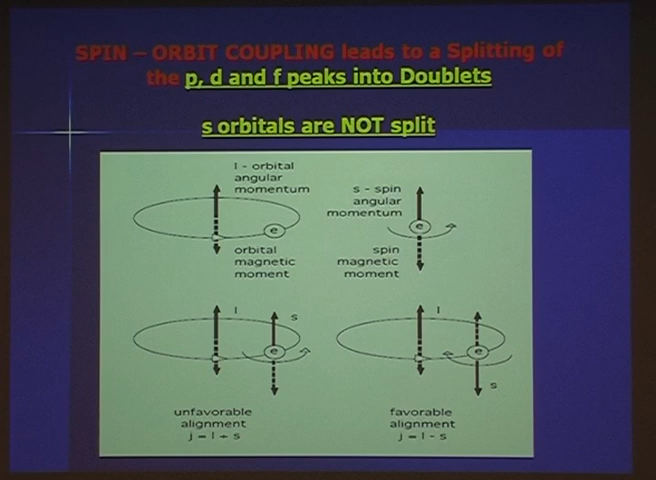 SPIN – ORBIT COUPLING leads to a Splitting of
the p, d and f peaks into Doublets
s orbitals are NOT split
l - orbital
angular
momentum
s - spin
angular
momentum
e
e
orbital
magnetic
moment
spin
magnetic
moment
l
s
e
l
e
s
unfavorable
alignment
j = l + s
favorable
alignment
j = l - s